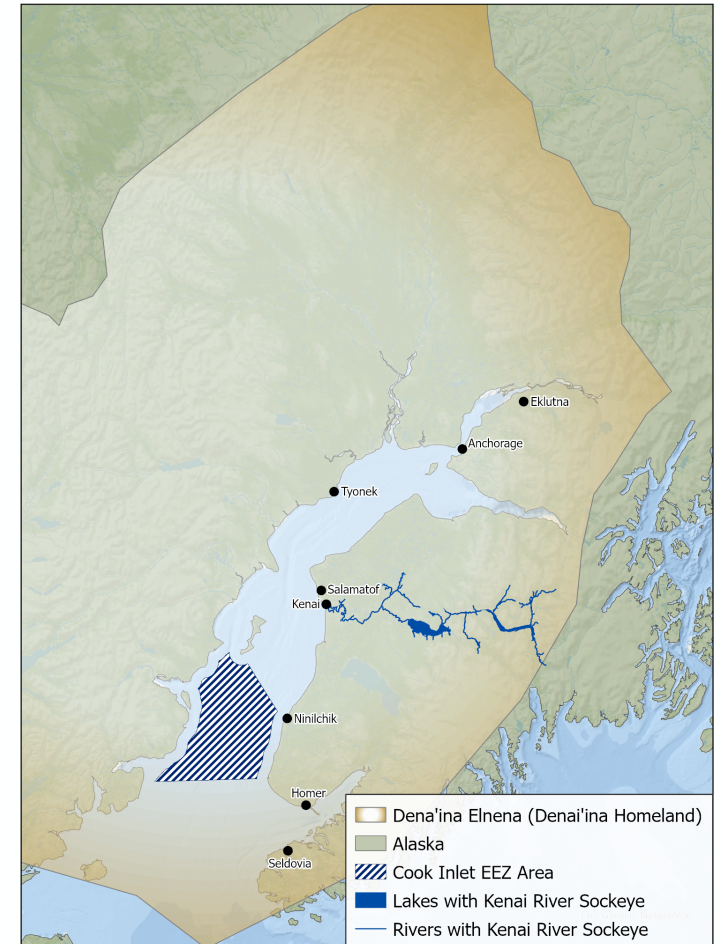 Eklutna
Anchorage
Tyonek
Salamatof
Kenai
Ninilchik
Homer
Seldovia
Dena'ina Elnena (Denai'ina Homeland)
Alaska
Cook Inlet EEZ Area
Lakes with Kenai River Sockeye
Rivers with Kenai River Sockeye